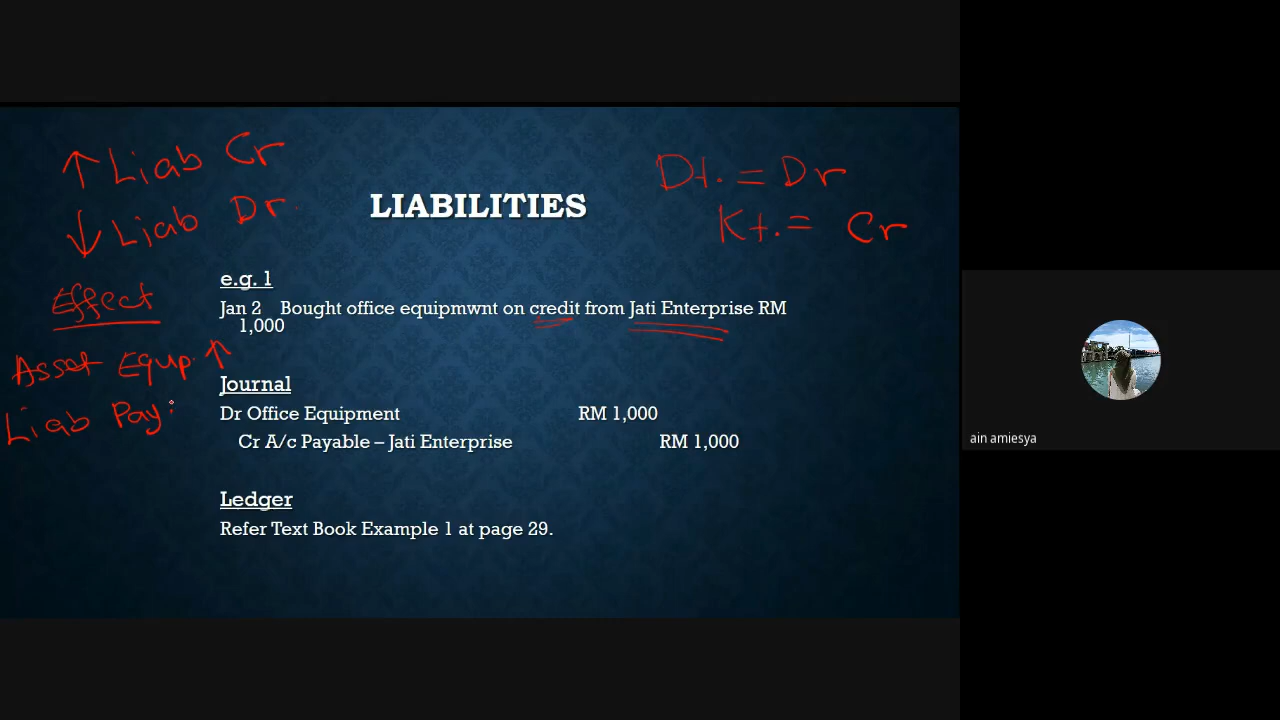 ↑ Liab Cr
↓ Liab Dr.
Dt. = Dr
Kt. = Cr
LIABILITIES
e.g. 1
Jan 2 Bought office equipmwnt on credit from Jati Enterprise RM
1,000
Effect
Asset Equp. ↑
Liab Pay:
Journal
Dr Office Equipment RM 1,000
Cr A/c Payable – Jati Enterprise RM 1,000
Ledger
Refer Text Book Example 1 at page 29.
ain amiesya